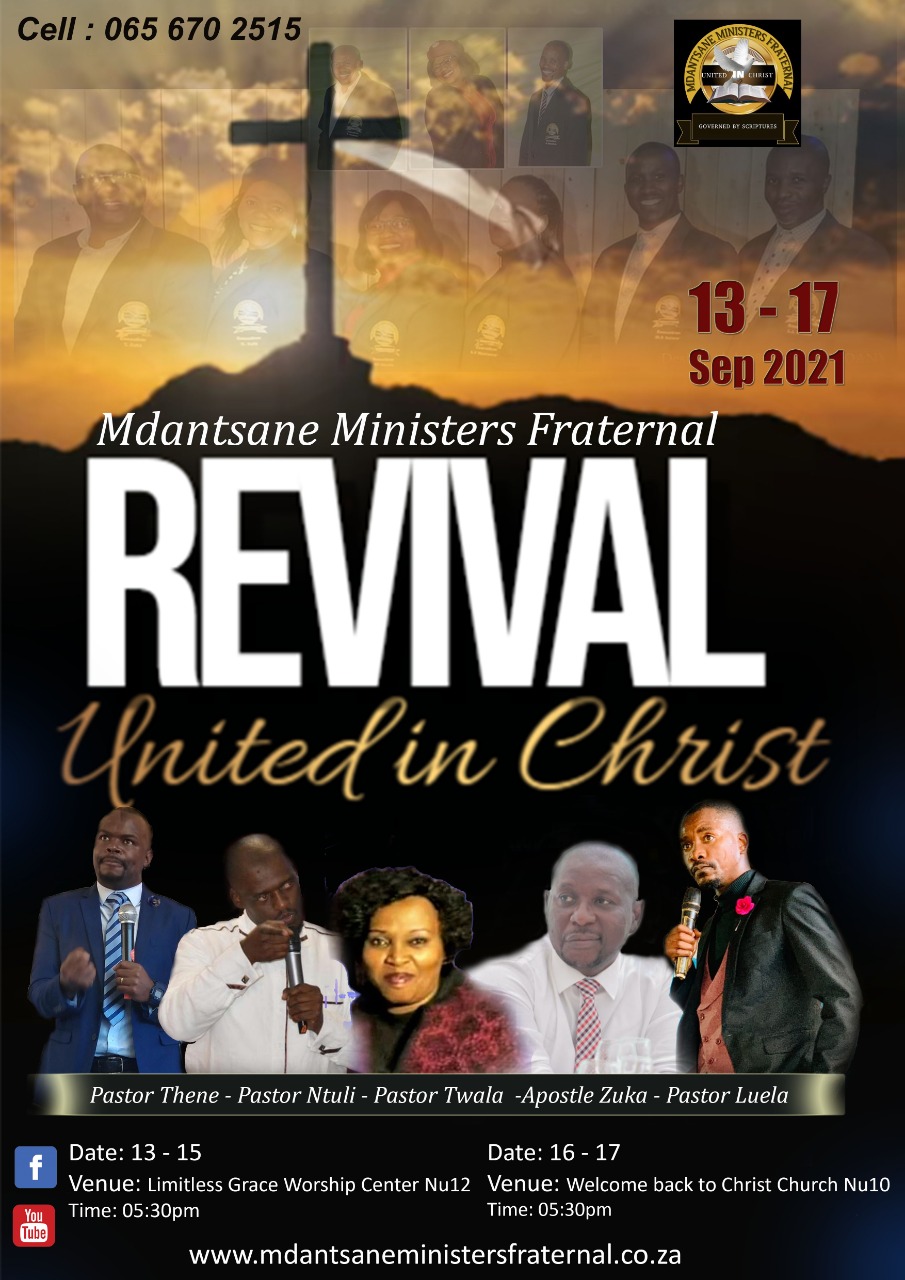 Cell : 065 670 2515
MDANTSANE MINISTERS FRATERNAL
UNITED IN CHRIST
GOVERNED BY SCRIPTURES
13 - 17
Sep 2021
Mdantsane Ministers Fraternal
REVIVAL
United in Christ
Pastor Thene - Pastor Ntuli - Pastor Twala -Apostle Zuka - Pastor Luela
Date: 13 - 15
Venue: Limitless Grace Worship Center Nu12
Time: 05:30pm
Date: 16 - 17
Venue: Welcome back to Christ Church Nu10
Time: 05:30pm
f
You
Tube
www.mdantsaneministersfraternal.co.za